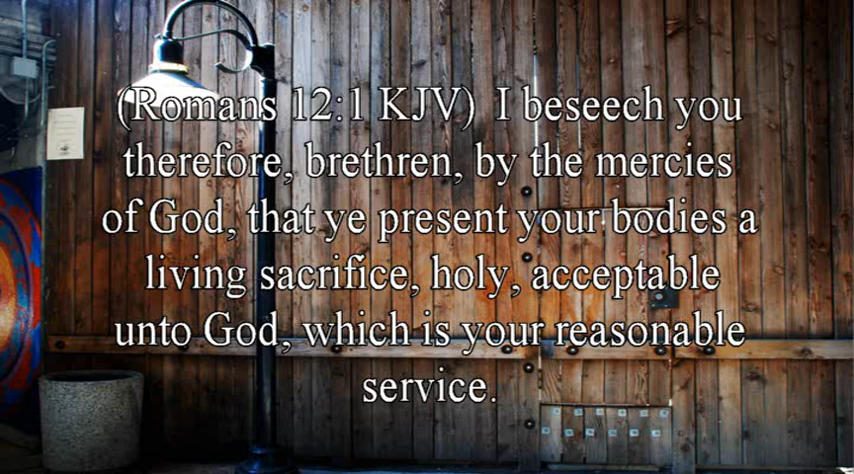 (Romans 12:1 KJV)  I beseech you
therefore, brethren, by the mercies
of God, that ye present your bodies a
living sacrifice, holy, acceptable
unto God, which is your reasonable
service.